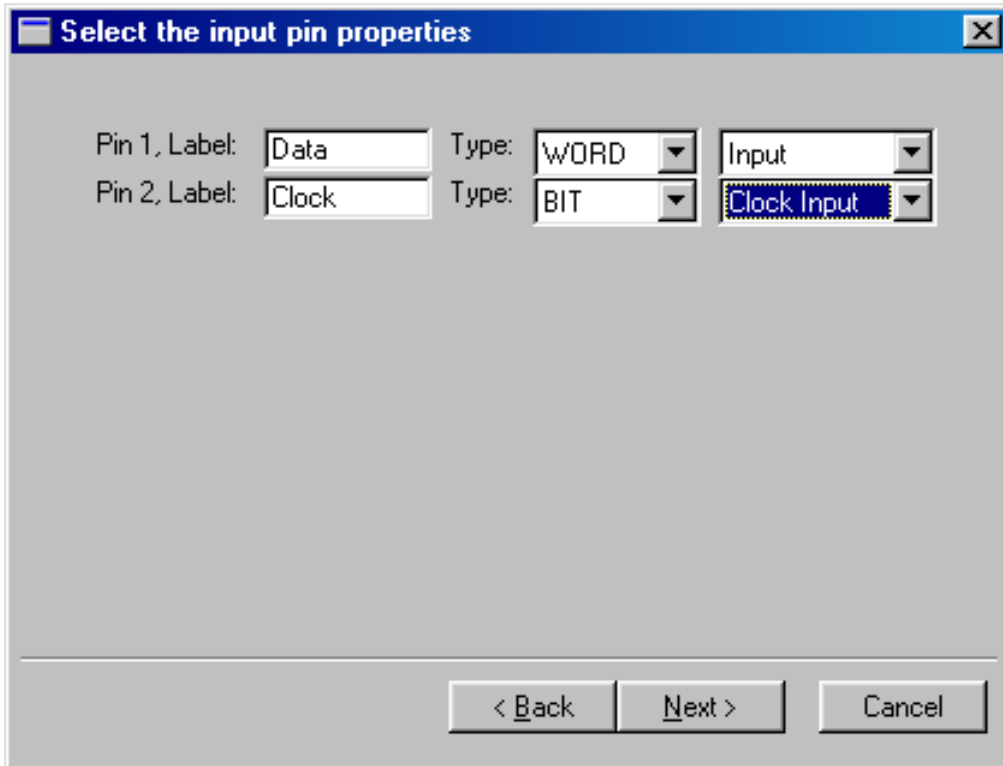 Select the input pin properties
Pin 1, Label: Data Type: WORD Input
Pin 2, Label: Clock Type: BIT Clock Input
< Back Next > Cancel